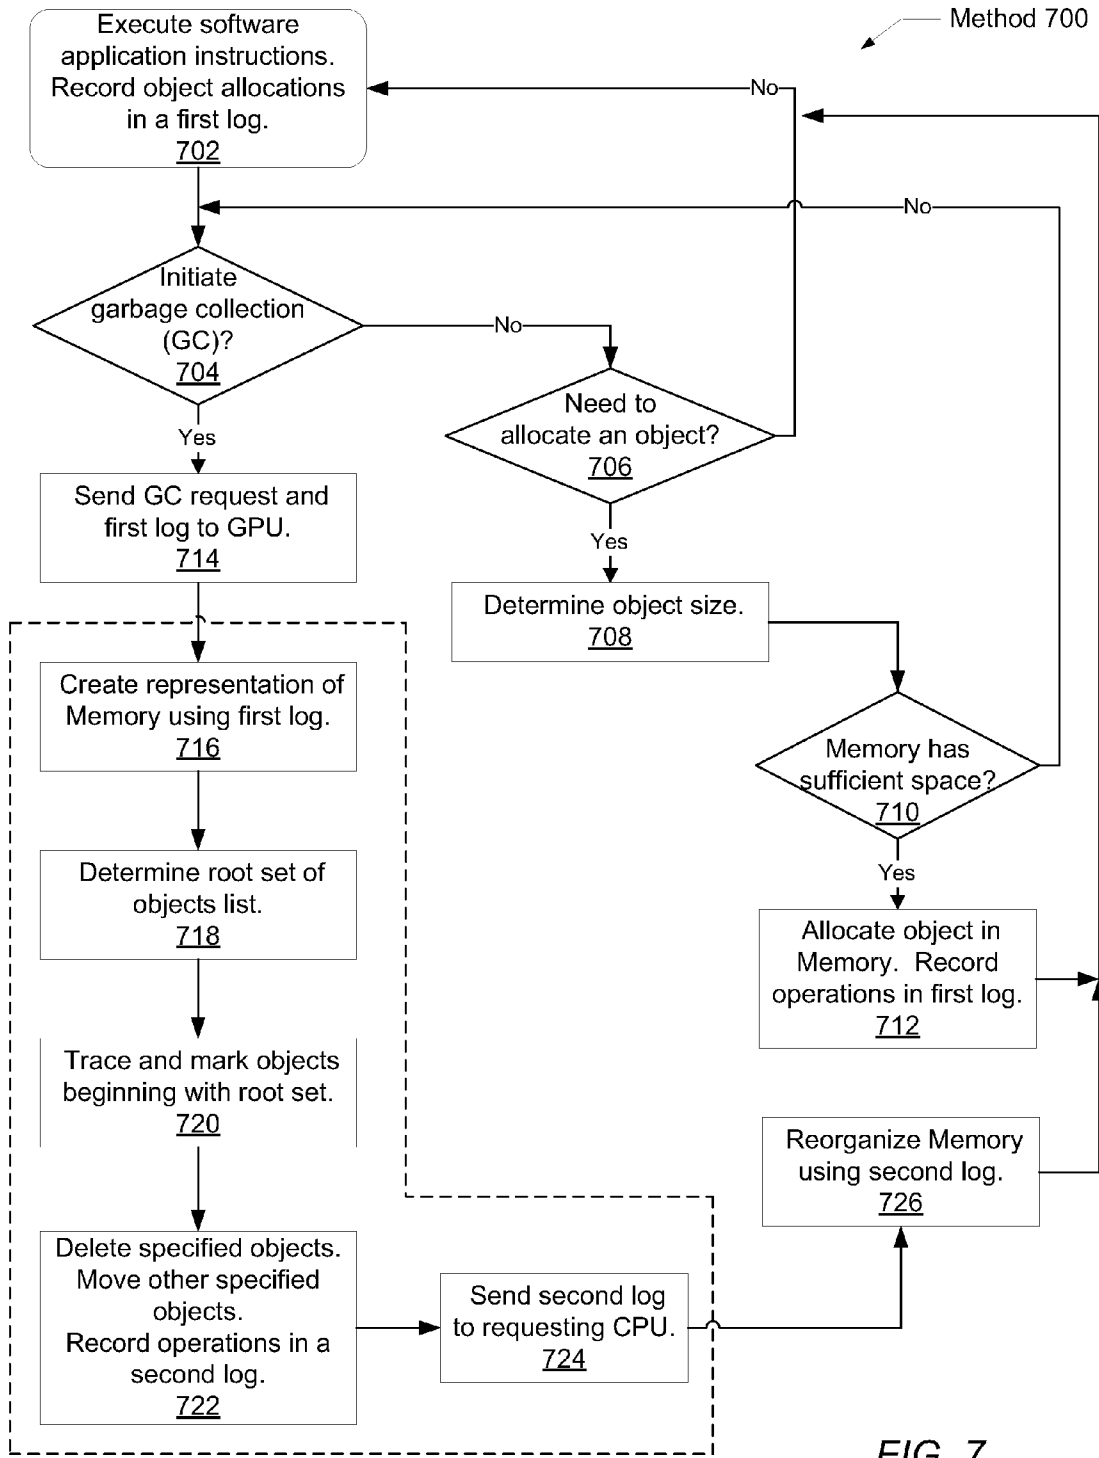 Method 700
Execute software
application instructions.
Record object allocations
in a first log.
702
No
No
Initiate
garbage collection
(GC)?
704
No
Need to
allocate an object?
706
Yes
Yes
Send GC request and
first log to GPU.
714
Determine object size.
708
Create representation of
Memory using first log.
716
Memory has
sufficient space?
710
Yes
Determine root set of
objects list.
718
Allocate object in
Memory.  Record
operations in first log.
712
Trace and mark objects
beginning with root set.
720
Reorganize Memory
using second log.
726
Delete specified objects.
Move other specified
objects.
Record operations in a
second log.
722
Send second log
to requesting CPU.
724
FIG. 7